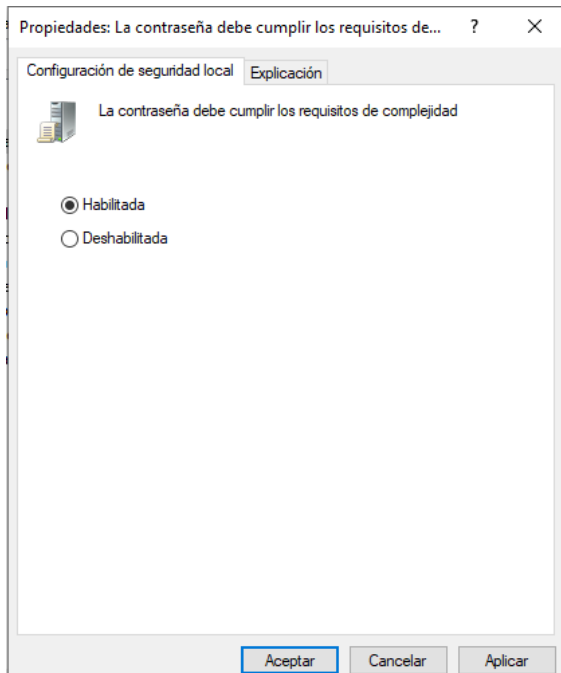 Propiedades: La contraseña debe cumplir los requisitos de... ? ×
Configuración de seguridad local Explicación
La contraseña debe cumplir los requisitos de complejidad
Habilitada
Deshabilitada
Aceptar Cancelar Aplicar